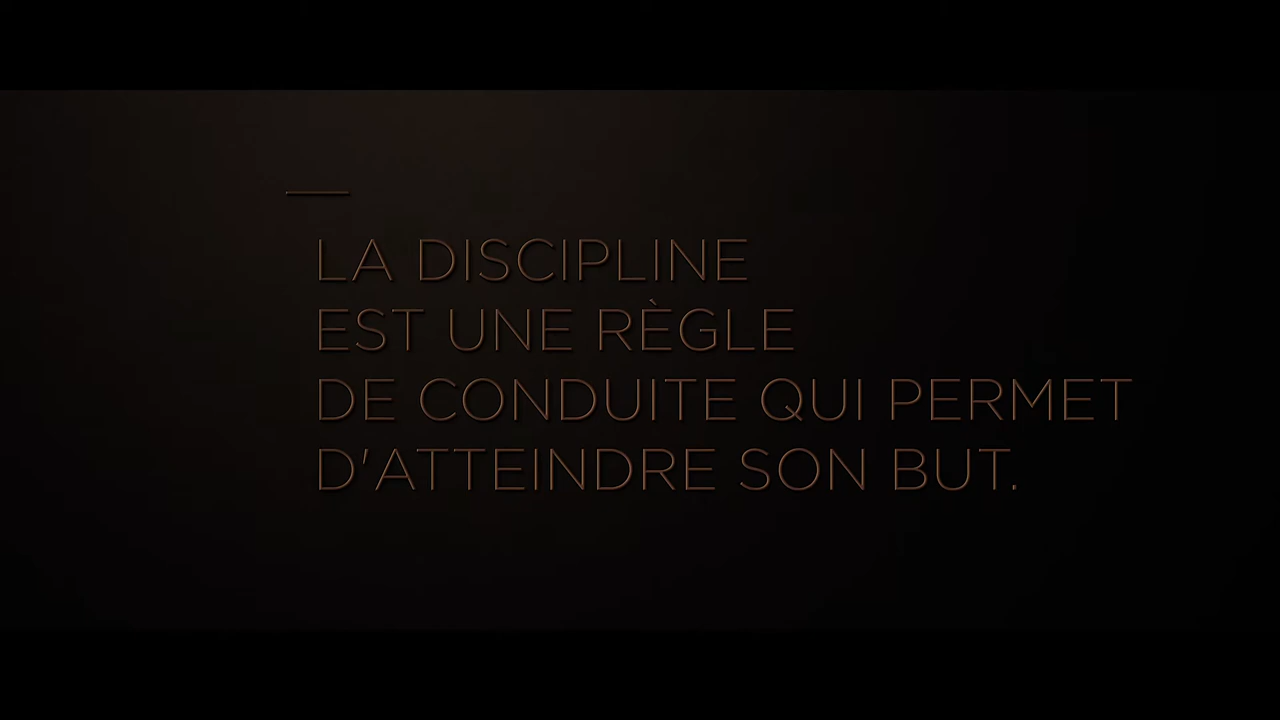 LA DISCIPLINE
EST UNE RÈGLE
DE CONDUITE QUI PERMET
D'ATTEINDRE SON BUT.